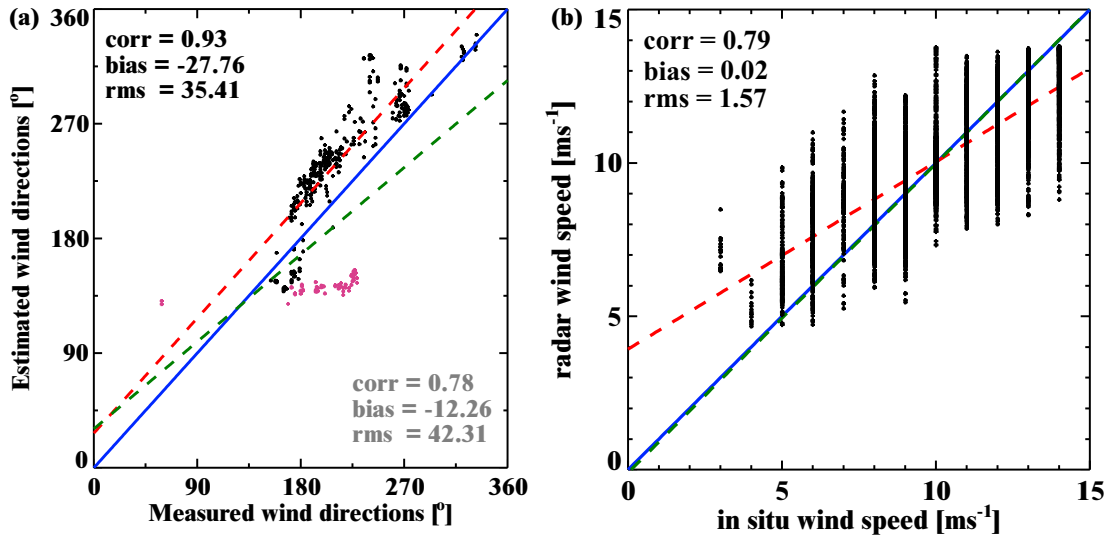 (a)
corr = 0.93
bias = -27.76
rms = 35.41
corr = 0.78
bias = -12.26
rms = 42.31
360
270
180
90
0
Estimated wind directions [º]
0 90 180 270 360
Measured wind directions [º]
(b)
corr = 0.79
bias = 0.02
rms = 1.57
15
10
5
0
radar wind speed [ms⁻¹]
0 5 10 15
in situ wind speed [ms⁻¹]